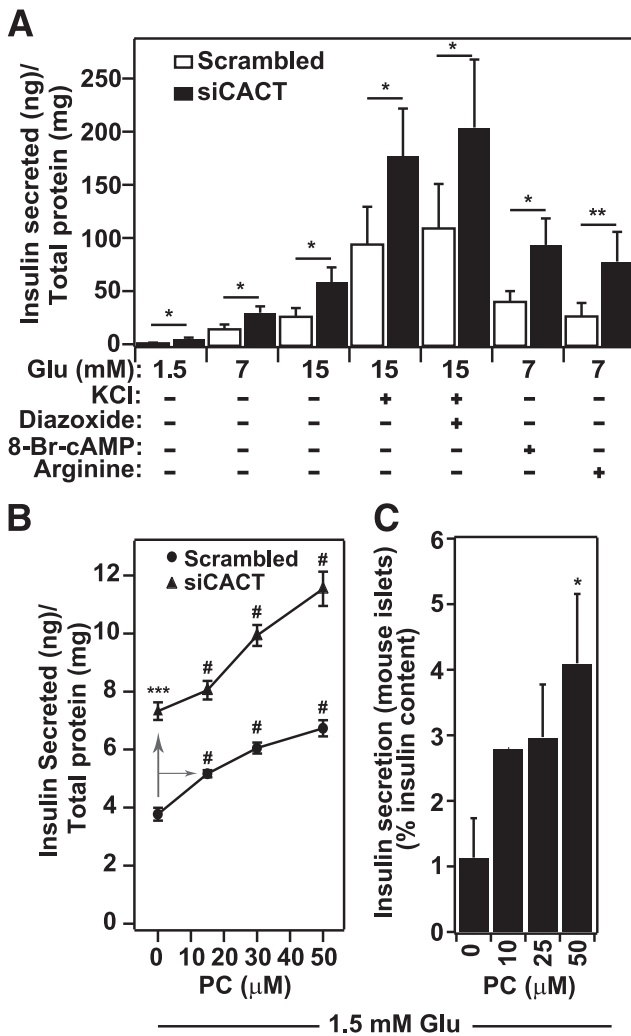 A
Insulin secreted (ng)/
Total protein (mg)
250
200
150
100
50
0
Scrambled
siCACT
* * * * * * **
Glu (mM): 1.5 7 15 15 15 7 7
KCl: – – – + + – –
Diazoxide: – – – – + – –
8-Br-cAMP: – – – – – + –
Arginine: – – – – – – +
B
Insulin Secreted (ng)/
Total protein (mg)
12
10
8
6
4
2
0
Scrambled
siCACT
*** # # #
# # #
0 10 20 30 40 50
PC (μM)
C
Insulin secretion (mouse islets)
(% insulin content)
6
5
4
3
2
1
0
*
0 10 25 50
PC (μM)
1.5 mM Glu